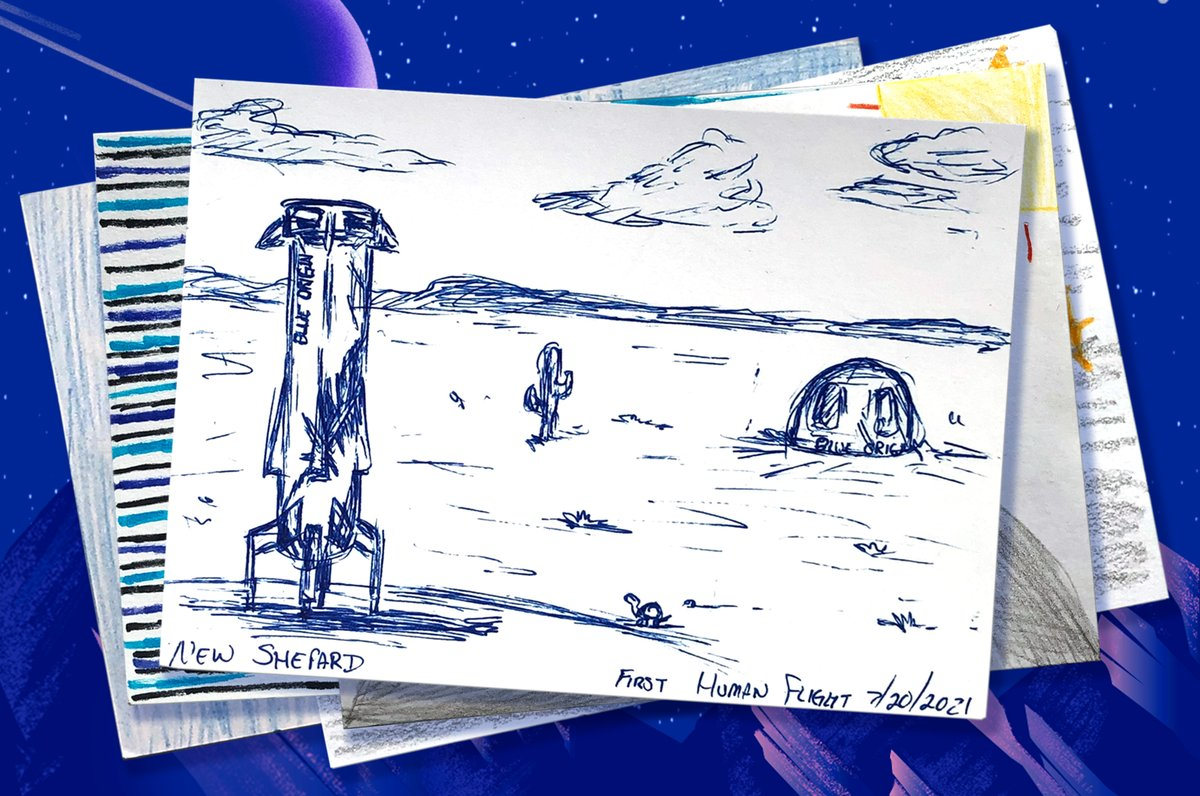 BLUE ORIGIN
BLUE ORIGIN
NEW SHEPARD
FIRST HUMAN FLIGHT 7/20/2021